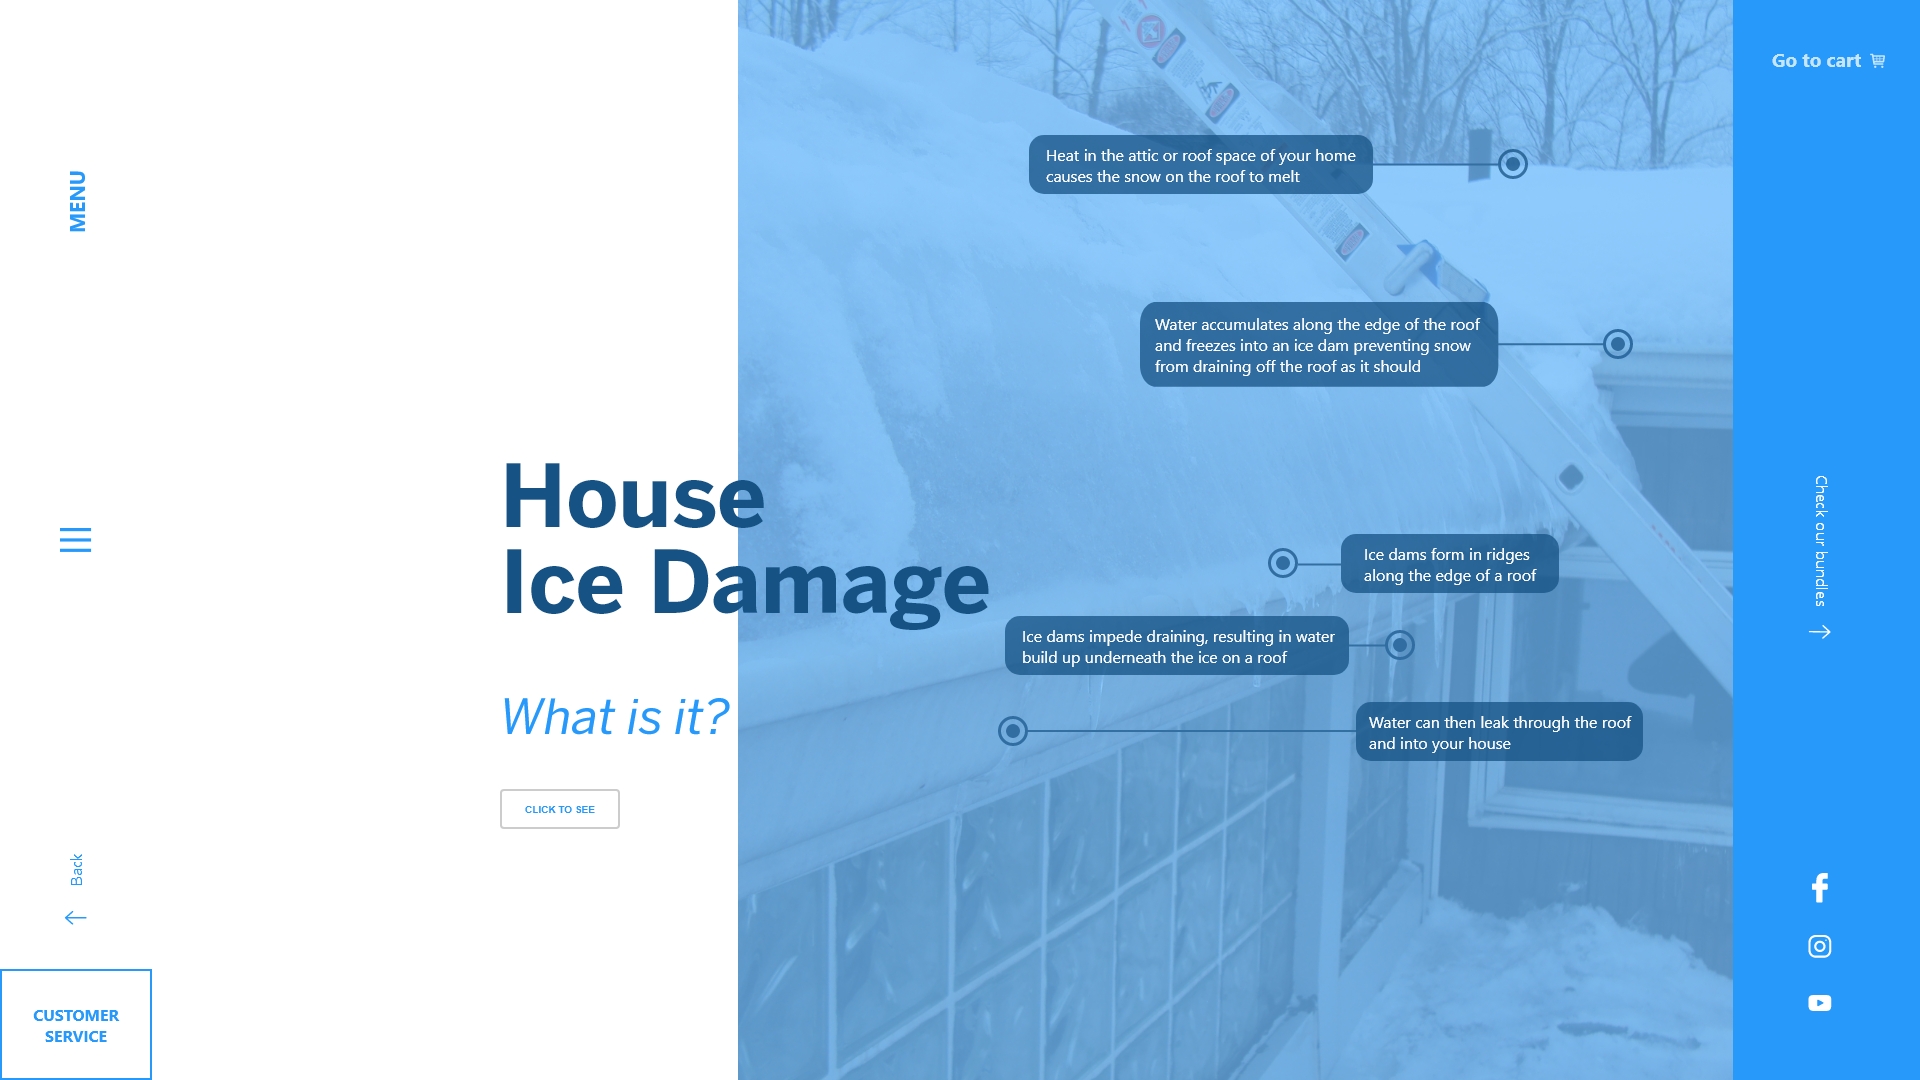 Go to cart
MENU
Heat in the attic or roof space of your home
causes the snow on the roof to melt
Water accumulates along the edge of the roof
and freezes into an ice dam preventing snow
from draining off the roof as it should
House
Ice Damage
Ice dams form in ridges
along the edge of a roof
Ice dams impede draining, resulting in water
build up underneath the ice on a roof
Check our bundles
What is it?
Water can then leak through the roof
and into your house
CLICK TO SEE
Back
CUSTOMER
SERVICE